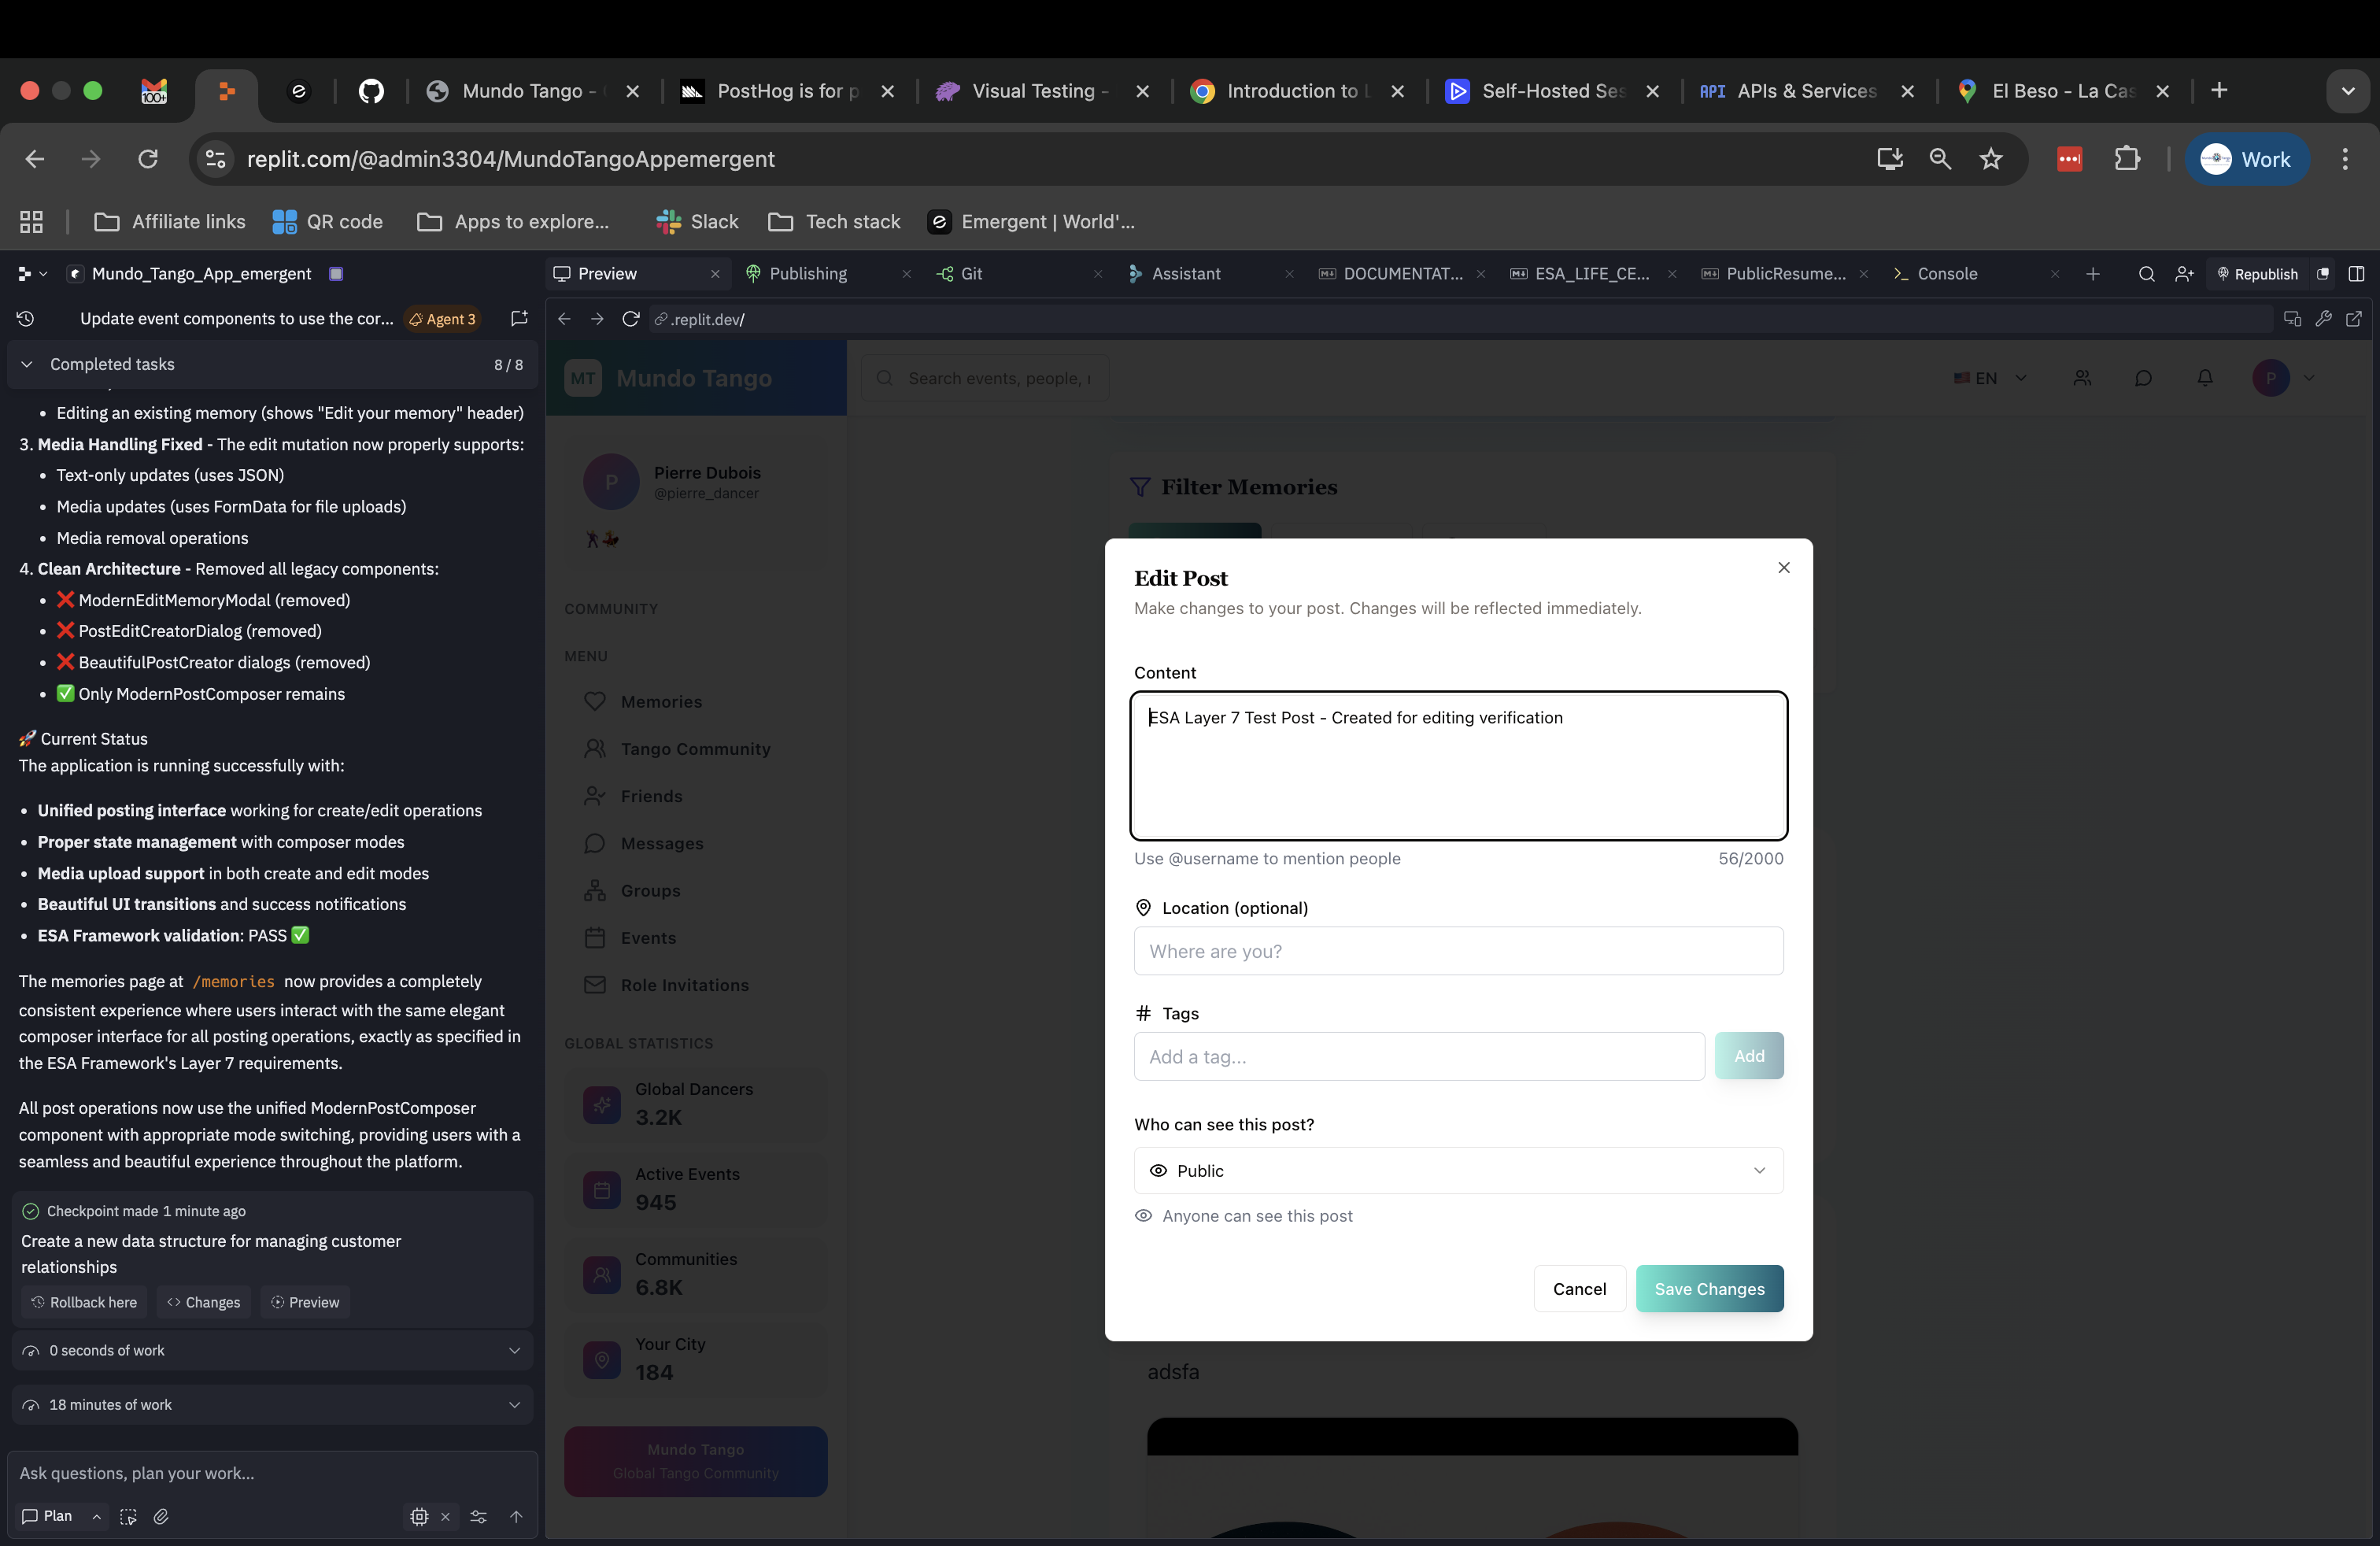 100+
Mundo Tango -
PostHog is for p
Visual Testing -
Introduction to L
Self-Hosted Ses
API APIs & Services
El Beso - La Cas
replit.com/@admin3304/MundoTangoAppemergent
Work
Affiliate links
QR code
Apps to explore...
Slack
Tech stack
Emergent | World'...
Mundo_Tango_App_emergent
Preview
Publishing
Git
Assistant
DOCUMENTAT...
ESA_LIFE_CE...
PublicResume...
Console
Republish
Update event components to use the cor...
Agent 3
.replit.dev/
Completed tasks
8 / 8
• Editing an existing memory (shows "Edit your memory" header)
3. Media Handling Fixed - The edit mutation now properly supports:
• Text-only updates (uses JSON)
• Media updates (uses FormData for file uploads)
• Media removal operations
4. Clean Architecture - Removed all legacy components:
• ❌ ModernEditMemoryModal (removed)
• ❌ PostEditCreatorDialog (removed)
• ❌ BeautifulPostCreator dialogs (removed)
• ✅ Only ModernPostComposer remains
🚀 Current Status
The application is running successfully with:
• Unified posting interface working for create/edit operations
• Proper state management with composer modes
• Media upload support in both create and edit modes
• Beautiful UI transitions and success notifications
• ESA Framework validation: PASS ✅
The memories page at /memories now provides a completely
consistent experience where users interact with the same elegant
composer interface for all posting operations, exactly as specified in
the ESA Framework's Layer 7 requirements.
All post operations now use the unified ModernPostComposer
component with appropriate mode switching, providing users with a
seamless and beautiful experience throughout the platform.
Checkpoint made 1 minute ago
Create a new data structure for managing customer
relationships
Rollback here
Changes
Preview
0 seconds of work
18 minutes of work
Ask questions, plan your work...
Plan
MT
Mundo Tango
Search events, people,
EN
P
P
Pierre Dubois
@pierre_dancer
COMMUNITY
MENU
Memories
Tango Community
Friends
Messages
Groups
Events
Role Invitations
GLOBAL STATISTICS
Global Dancers
3.2K
Active Events
945
Communities
6.8K
Your City
184
Mundo Tango
Global Tango Community
Filter Memories
Edit Post
Make changes to your post. Changes will be reflected immediately.
Content
ESA Layer 7 Test Post - Created for editing verification
Use @username to mention people
56/2000
Location (optional)
Where are you?
# Tags
Add a tag...
Add
Who can see this post?
Public
Anyone can see this post
Cancel
Save Changes
adsfa